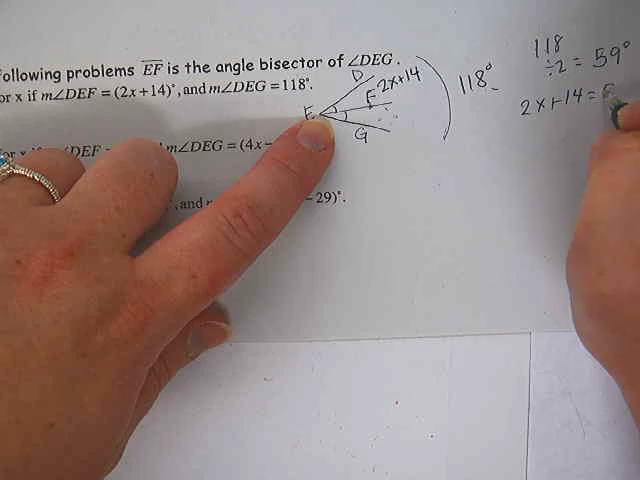 following problems EF is the angle bisector of ∠DEG.
or x if m∠DEF = (2x+14)°, and m∠DEG = 118°.
D
F
2x+14
E
G
118°
118
÷2 = 59°
2x+14 =
m∠DEG = (4x−
, and
− 29)°.